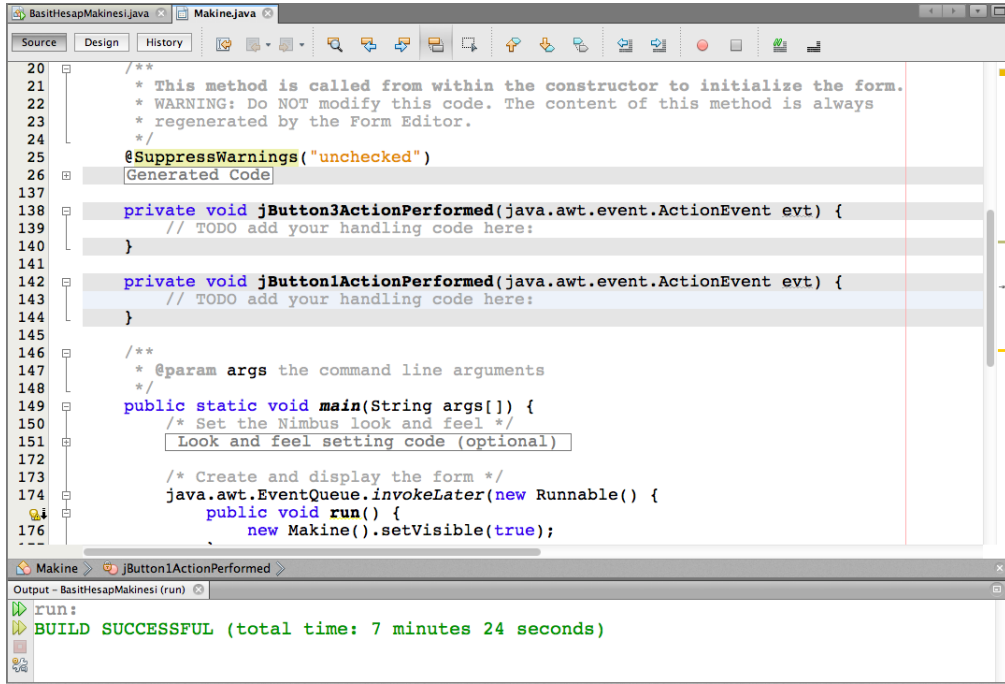 BasitHesapMakinesi.java Makine.java
Source Design History
20 /**
21 * This method is called from within the constructor to initialize the form.
22 * WARNING: Do NOT modify this code. The content of this method is always
23 * regenerated by the Form Editor.
24 */
25 @SuppressWarnings("unchecked")
26 Generated Code
137
138 private void jButton3ActionPerformed(java.awt.event.ActionEvent evt) {
139 // TODO add your handling code here:
140 }
141
142 private void jButton1ActionPerformed(java.awt.event.ActionEvent evt) {
143 // TODO add your handling code here:
144 }
145
146 /**
147 * @param args the command line arguments
148 */
149 public static void main(String args[]) {
150 /* Set the Nimbus look and feel */
151 Look and feel setting code (optional)
172
173 /* Create and display the form */
174 java.awt.EventQueue.invokeLater(new Runnable() {
public void run() {
176 new Makine().setVisible(true);
Makine jButton1ActionPerformed
Output - BasitHesapMakinesi (run)
run:
BUILD SUCCESSFUL (total time: 7 minutes 24 seconds)